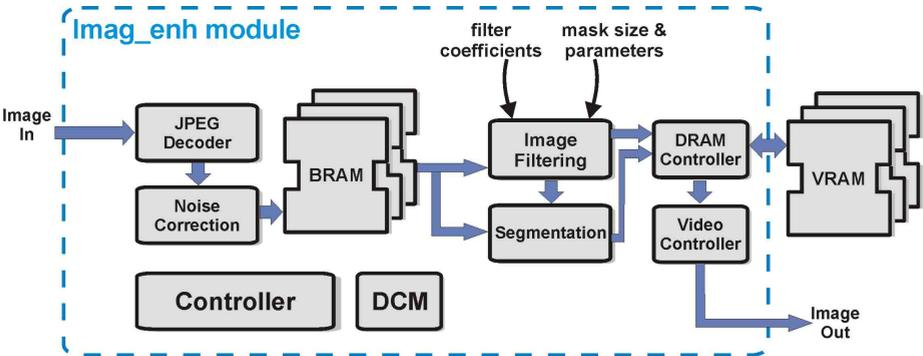 Imag_enh module
filter
coefficients
mask size &
parameters
Image
In
JPEG
Decoder
Noise
Correction
BRAM
Image
Filtering
Segmentation
DRAM
Controller
Video
Controller
VRAM
Controller
DCM
Image
Out